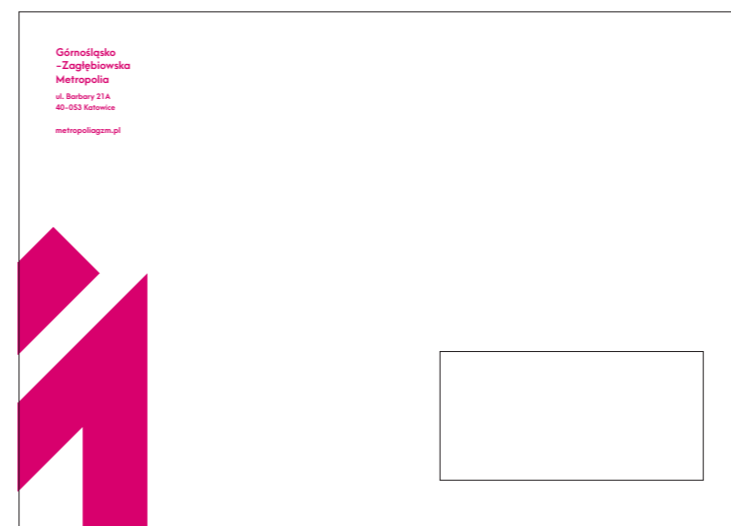 Górnośląsko
-Zagłębiowska
Metropolia
ul. Barbary 21A
40-053 Katowice
metropoliagzm.pl